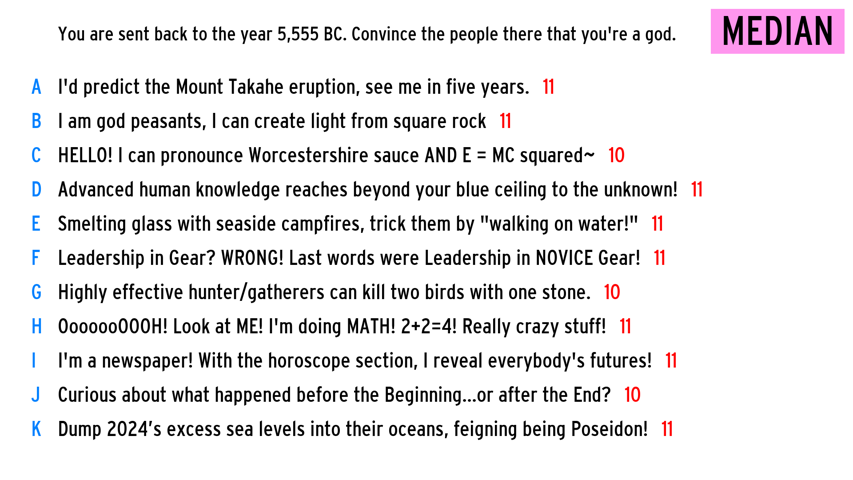 You are sent back to the year 5,555 BC. Convince the people there that you're a god. MEDIAN
A I'd predict the Mount Takahe eruption, see me in five years. 11
B I am god peasants, I can create light from square rock 11
C HELLO! I can pronounce Worcestershire sauce AND E = MC squared~ 10
D Advanced human knowledge reaches beyond your blue ceiling to the unknown! 11
E Smelting glass with seaside campfires, trick them by "walking on water!" 11
F Leadership in Gear? WRONG! Last words were Leadership in NOVICE Gear! 11
G Highly effective hunter/gatherers can kill two birds with one stone. 10
H OoooooOOOH! Look at ME! I'm doing MATH! 2+2=4! Really crazy stuff! 11
I I'm a newspaper! With the horoscope section, I reveal everybody's futures! 11
J Curious about what happened before the Beginning...or after the End? 10
K Dump 2024’s excess sea levels into their oceans, feigning being Poseidon! 11